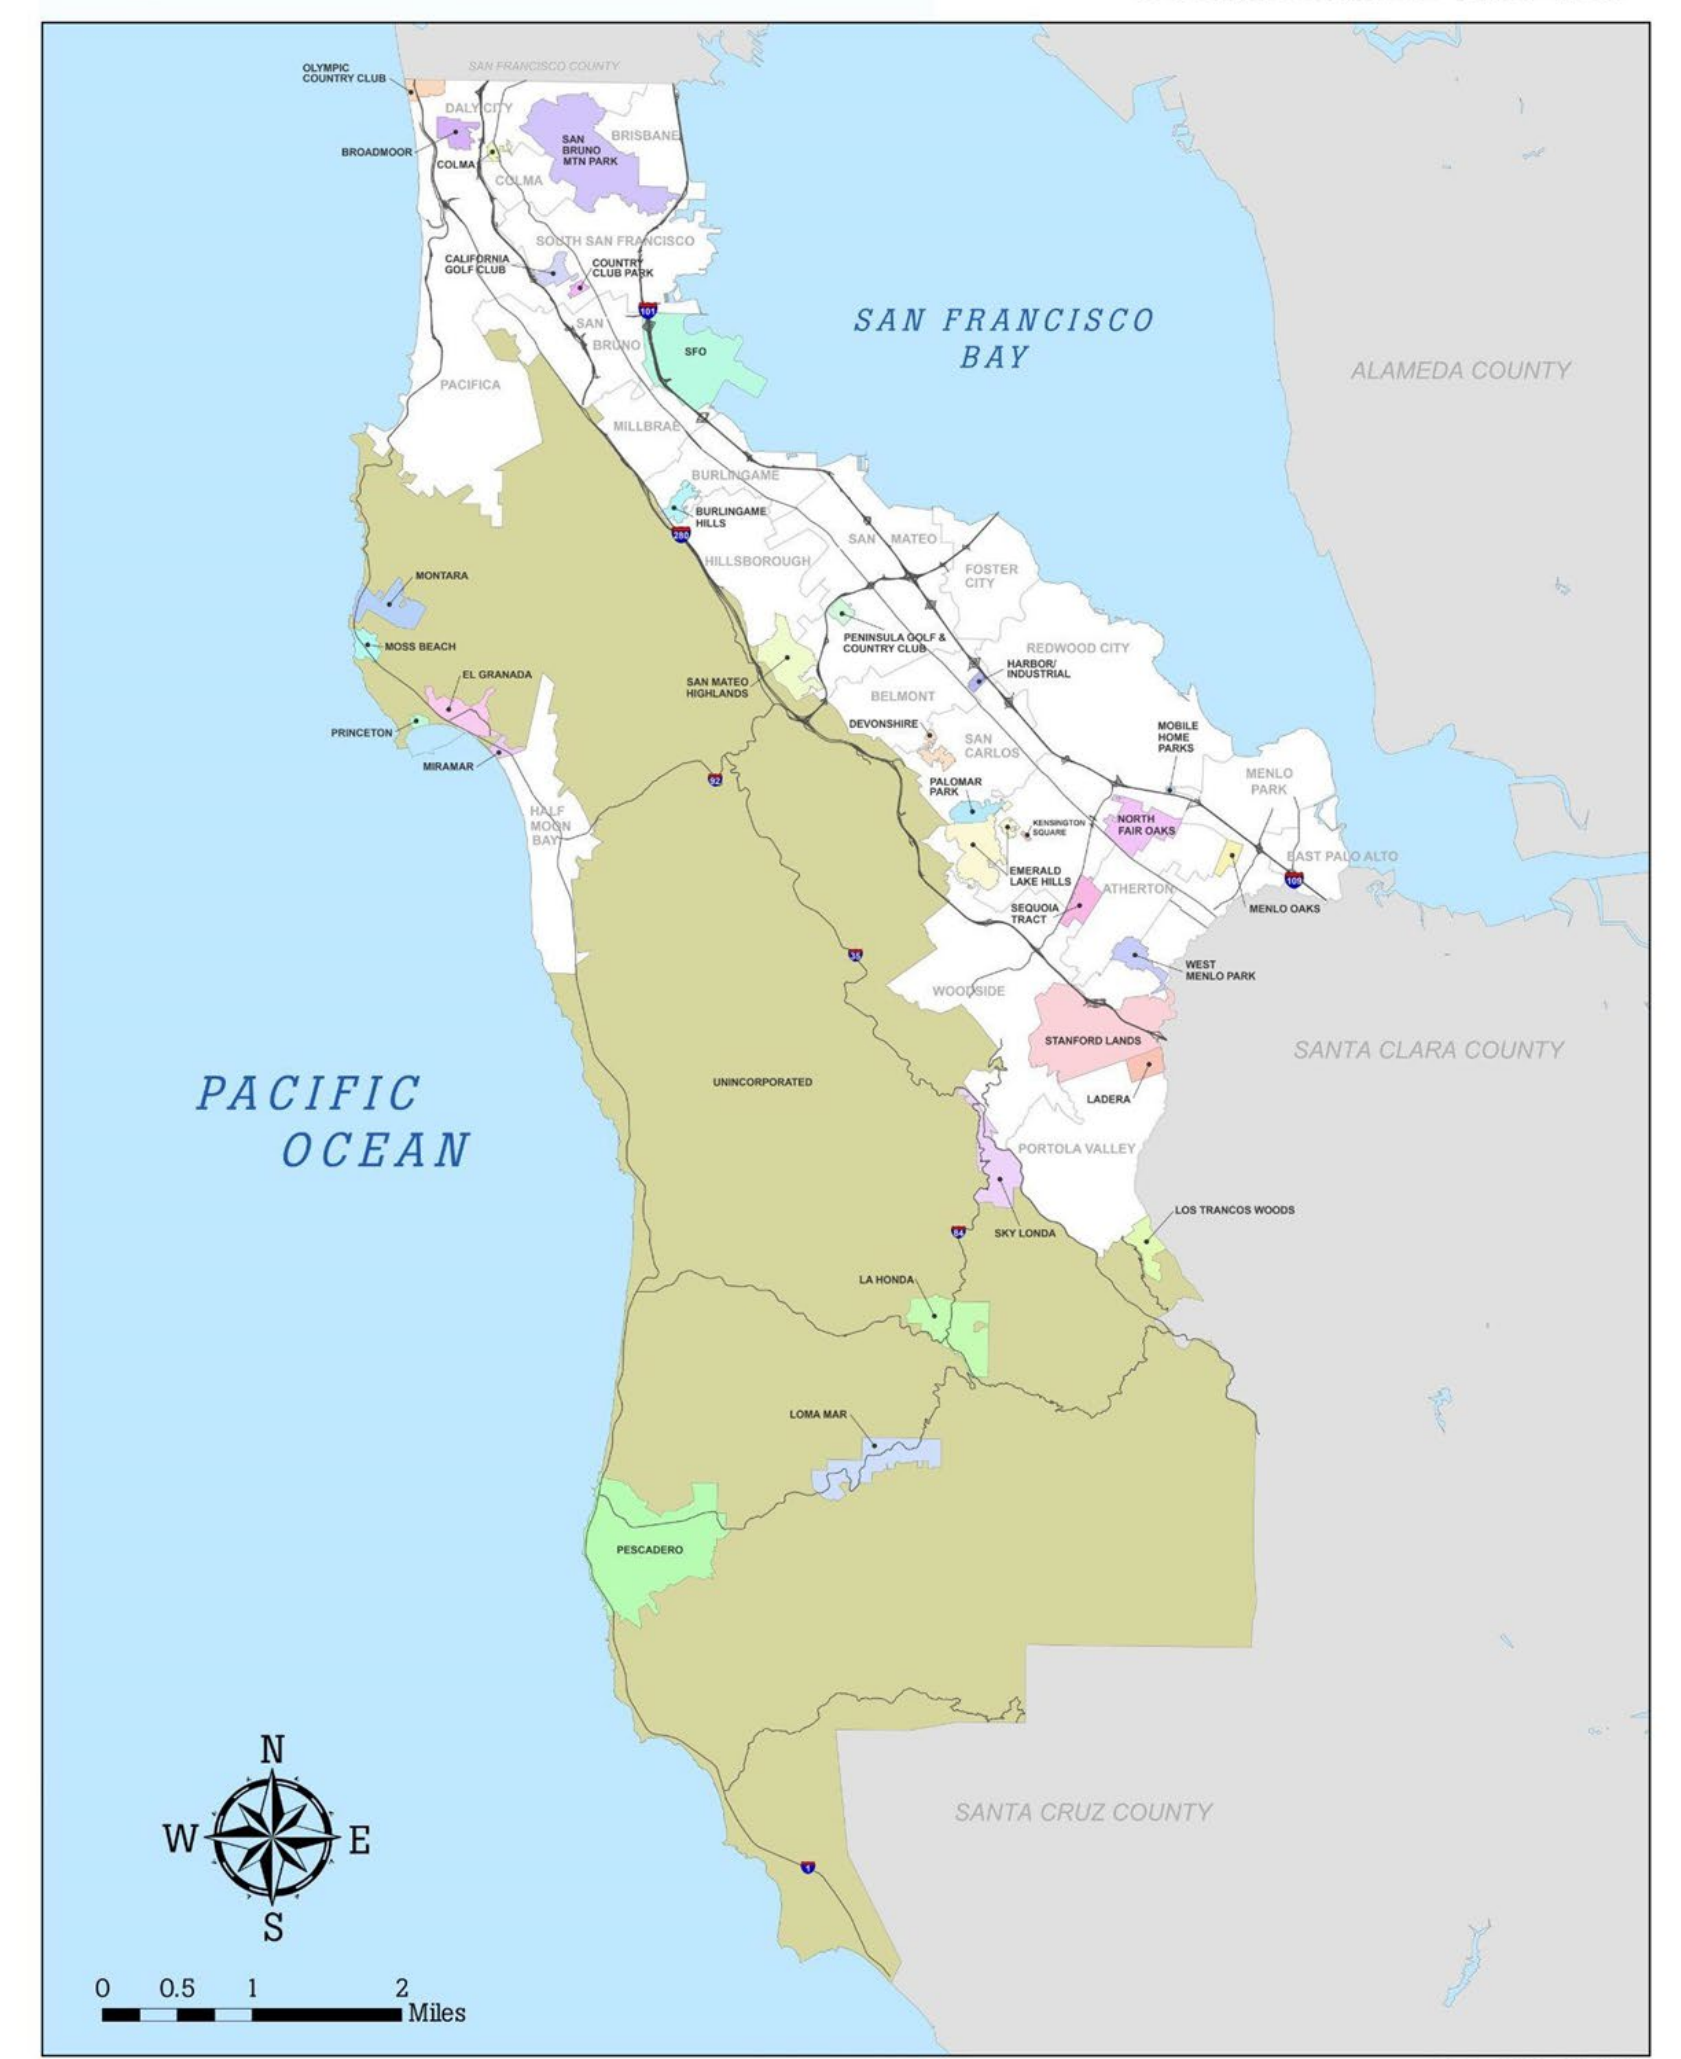 SAN FRANCISCO COUNTY
OLYMPIC
COUNTRY CLUB
DALY CITY
BROADMOOR
COLMA
COLMA
SAN
BRUNO
MTN PARK
BRISBANE
SOUTH SAN FRANCISCO
CALIFORNIA
GOLF CLUB
COUNTRY
CLUB PARK
101
SAN
BRUNO
SFO
SAN FRANCISCO
BAY
ALAMEDA COUNTY
PACIFICA
MILLBRAE
BURLINGAME
BURLINGAME
HILLS
280
HILLSBOROUGH
SAN MATEO
FOSTER
CITY
MONTARA
MOSS BEACH
EL GRANADA
PRINCETON
MIRAMAR
PENINSULA GOLF &
COUNTRY CLUB
REDWOOD CITY
HARBOR/
INDUSTRIAL
SAN MATEO
HIGHLANDS
BELMONT
DEVONSHIRE
SAN
CARLOS
MOBILE
HOME
PARKS
MENLO
PARK
92
PALOMAR
PARK
HALF
MOON
BAY
KENSINGTON
SQUARE
NORTH
FAIR OAKS
EAST PALO ALTO
109
EMERALD
LAKE HILLS
ATHERTON
MENLO OAKS
SEQUOIA
TRACT
35
WEST
MENLO PARK
WOODSIDE
STANFORD LANDS
SANTA CLARA COUNTY
PACIFIC
OCEAN
UNINCORPORATED
LADERA
PORTOLA VALLEY
LOS TRANCOS WOODS
84
SKY LONDA
LA HONDA
LOMA MAR
PESCADERO
SANTA CRUZ COUNTY
1
N
W E
S
0 0.5 1 2
Miles